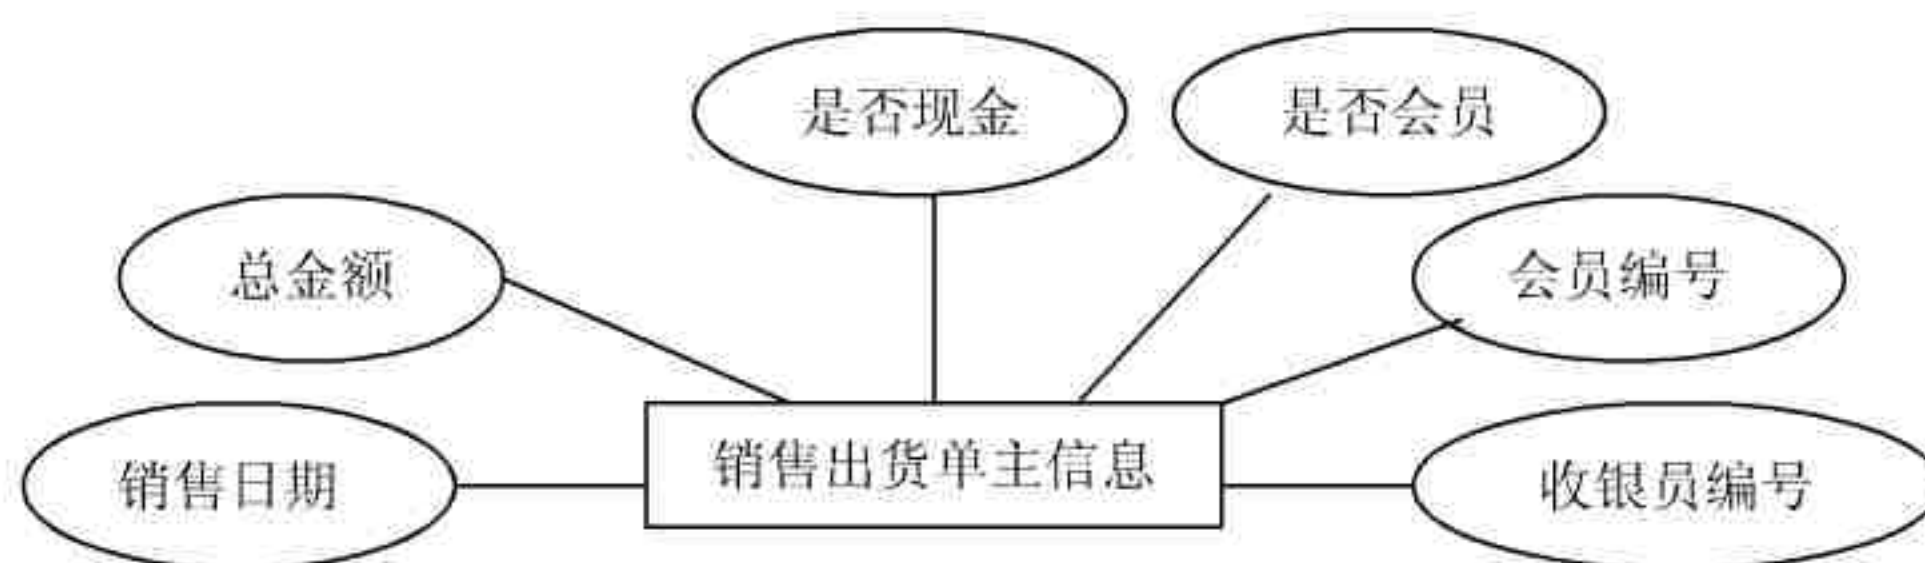 是否现金
是否会员
总金额
会员编号
销售出货单主信息
销售日期
收银员编号